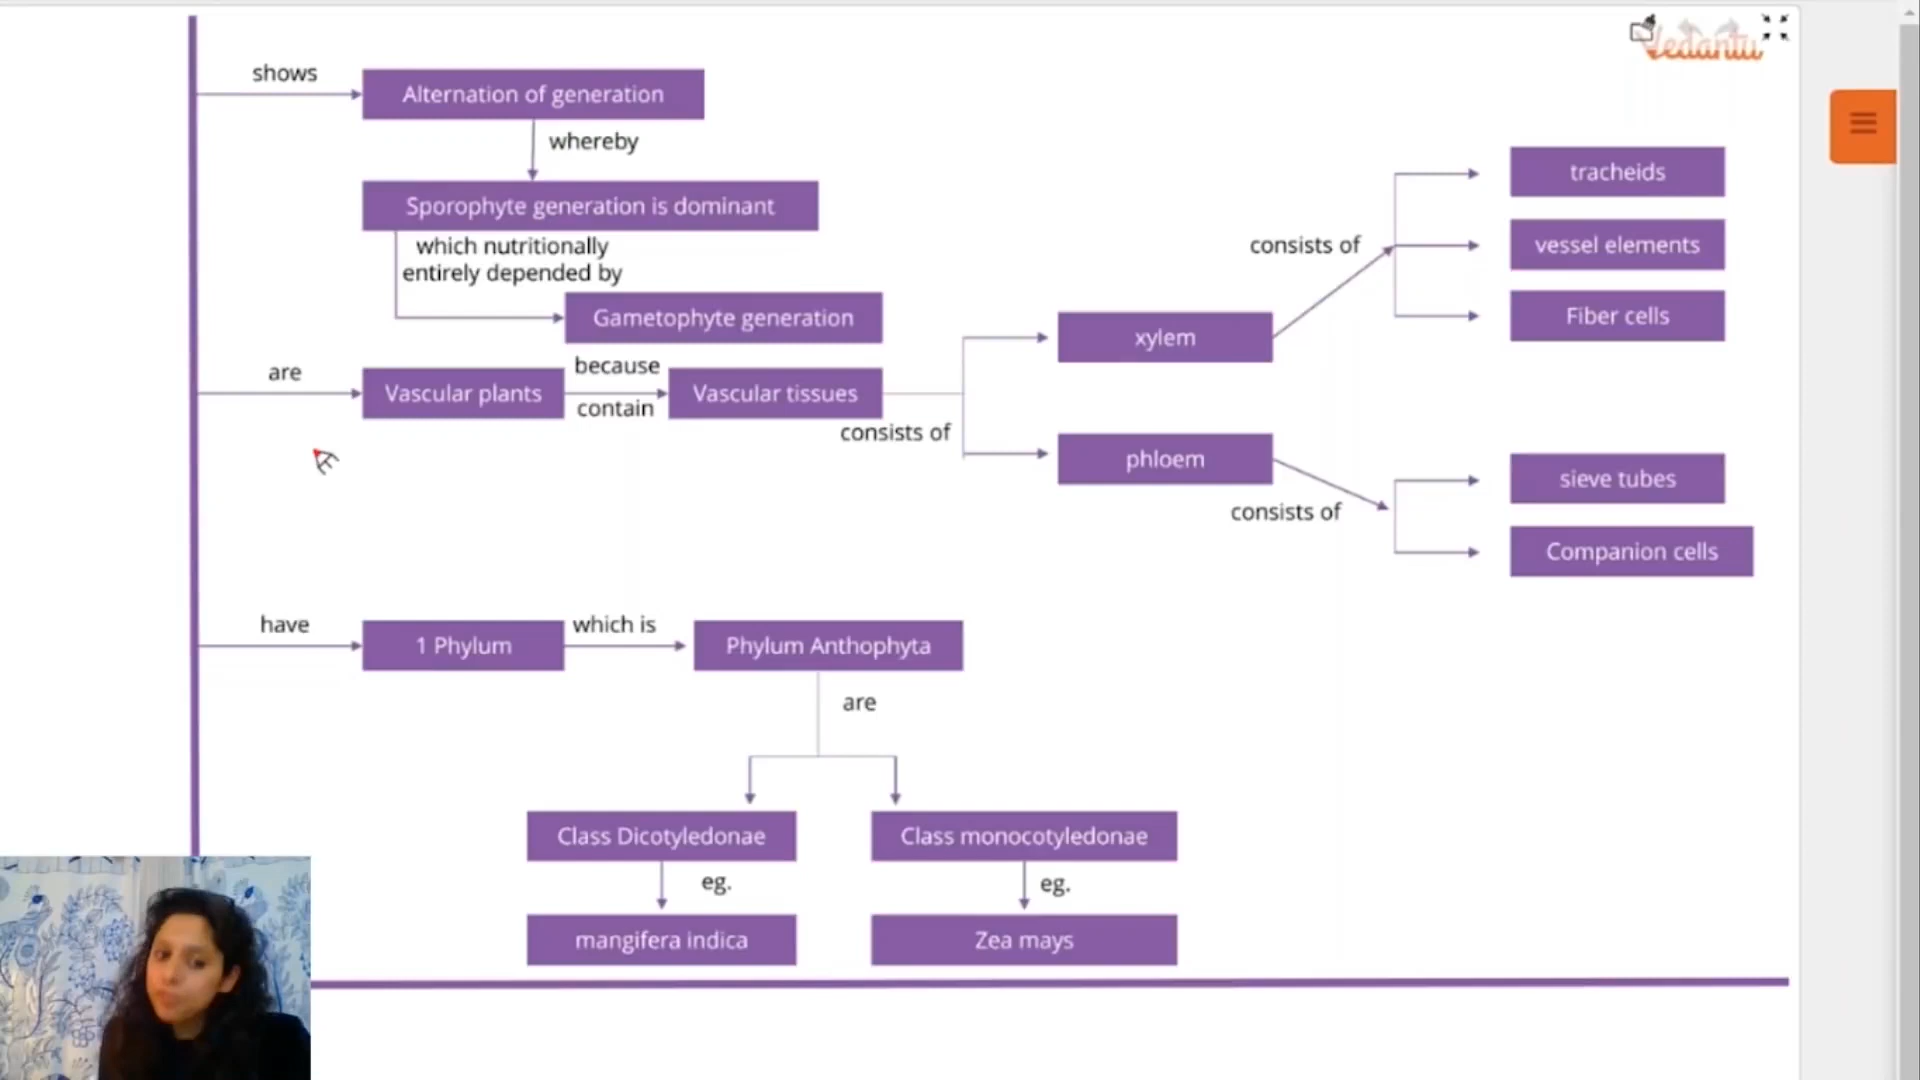 Vedantu
shows
Alternation of generation
whereby
Sporophyte generation is dominant
which nutritionally
entirely depended by
Gametophyte generation
are
Vascular plants
because
contain
Vascular tissues
consists of
xylem
consists of
tracheids
vessel elements
Fiber cells
phloem
consists of
sieve tubes
Companion cells
have
1 Phylum
which is
Phylum Anthophyta
are
Class Dicotyledonae
eg.
mangifera indica
Class monocotyledonae
eg.
Zea mays